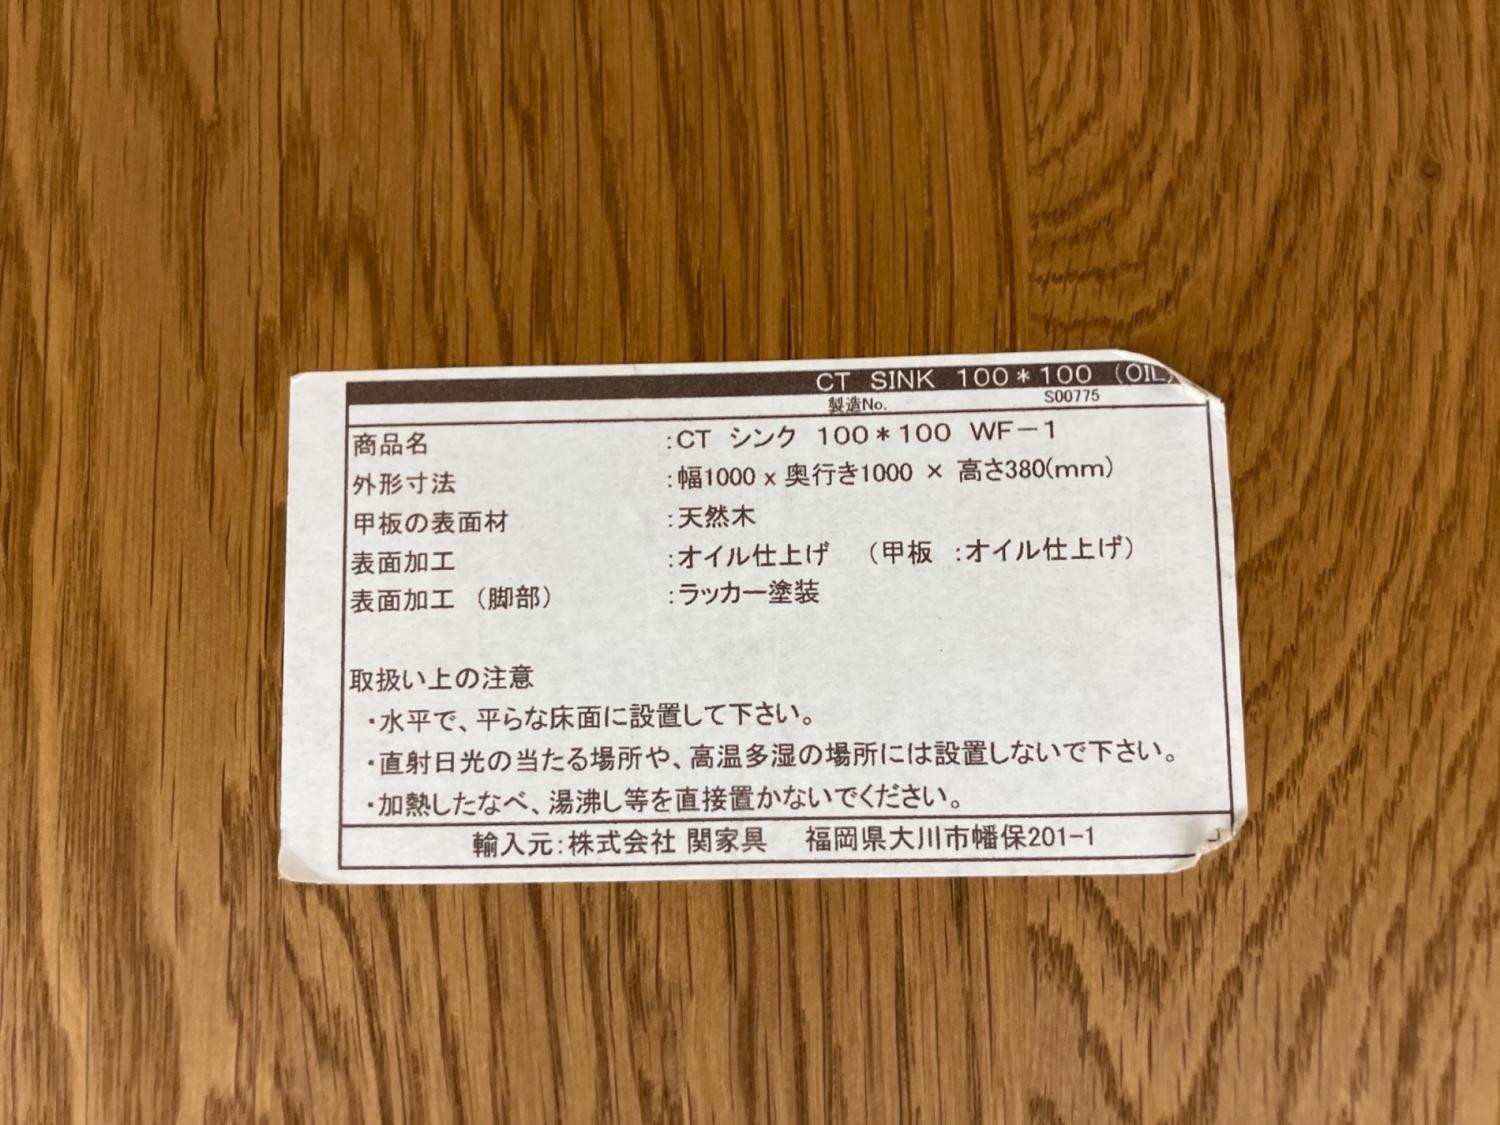 CT SINK 100*100 (OIL)
製造No. S00775
商品名 :CT シンク 100*100 WF-1
外形寸法 :幅1000 x 奥行き1000 × 高さ380(mm)
甲板の表面材 :天然木
表面加工 :オイル仕上げ (甲板 :オイル仕上げ)
表面加工 (脚部) :ラッカー塗装
取扱い上の注意
・水平で、平らな床面に設置して下さい。
・直射日光の当たる場所や、高温多湿の場所には設置しないで下さい。
・加熱したなべ、湯沸し等を直接置かないでください。
輸入元:株式会社 関家具 福岡県大川市幡保201-1